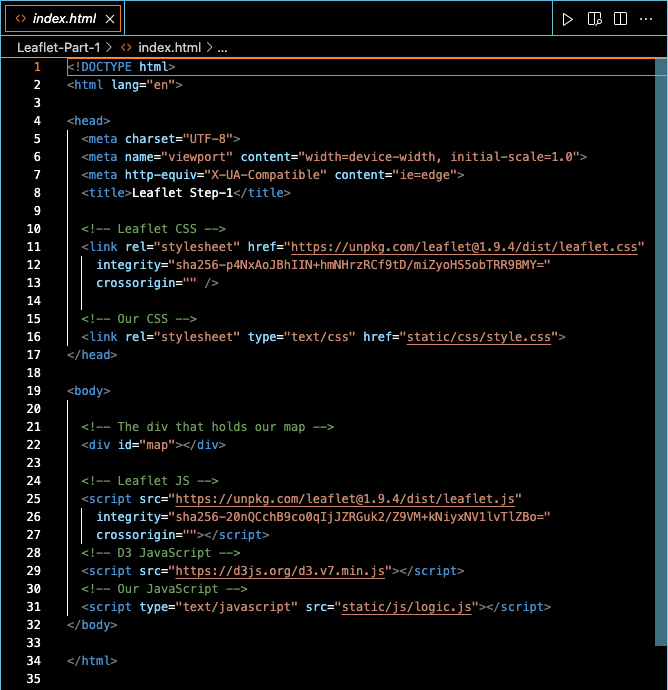 index.html
Leaflet-Part-1 > index.html > ...
1 <!DOCTYPE html>
2 <html lang="en">
3
4 <head>
5   <meta charset="UTF-8">
6   <meta name="viewport" content="width=device-width, initial-scale=1.0">
7   <meta http-equiv="X-UA-Compatible" content="ie=edge">
8   <title>Leaflet Step-1</title>
9
10   <!-- Leaflet CSS -->
11   <link rel="stylesheet" href="https://unpkg.com/leaflet@1.9.4/dist/leaflet.css"
12     integrity="sha256-p4NxAoJBhIIN+hmNHrzRCf9tD/miZyoHS5obTRR9BMY="
13     crossorigin="" />
14
15   <!-- Our CSS -->
16   <link rel="stylesheet" type="text/css" href="static/css/style.css">
17 </head>
18
19 <body>
20
21   <!-- The div that holds our map -->
22   <div id="map"></div>
23
24   <!-- Leaflet JS -->
25   <script src="https://unpkg.com/leaflet@1.9.4/dist/leaflet.js"
26     integrity="sha256-20nQCchB9co0qIjJZRGuk2/Z9VM+kNiyxNV1lvTlZBo="
27     crossorigin=""></script>
28   <!-- D3 JavaScript -->
29   <script src="https://d3js.org/d3.v7.min.js"></script>
30   <!-- Our JavaScript -->
31   <script type="text/javascript" src="static/js/logic.js"></script>
32 </body>
33
34 </html>
35